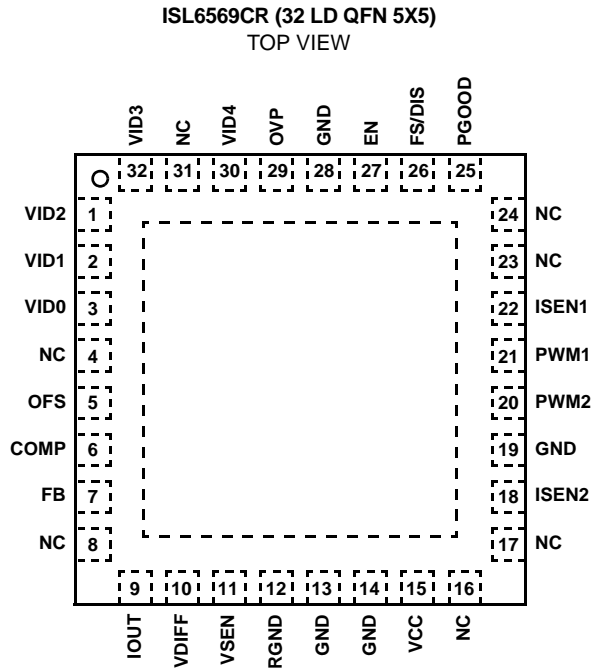 ISL6569CR (32 LD QFN 5X5)
TOP VIEW
VID3 NC VID4 OVP GND EN FS/DIS PGOOD
32 31 30 29 28 27 26 25
VID2 1 24 NC
VID1 2 23 NC
VID0 3 22 ISEN1
NC 4 21 PWM1
OFS 5 20 PWM2
COMP 6 19 GND
FB 7 18 ISEN2
NC 8 17 NC
9 10 11 12 13 14 15 16
IOUT VDIFF VSEN RGND GND GND VCC NC